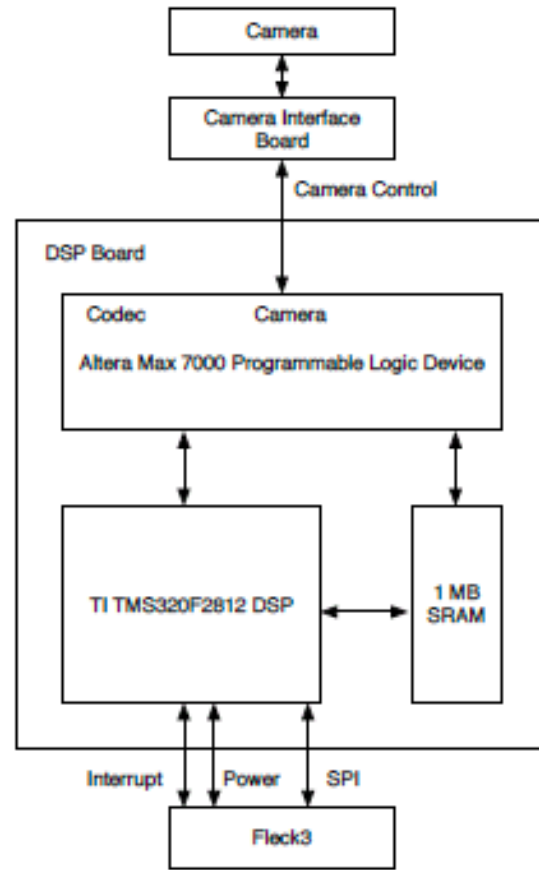 Camera
Camera Interface
Board
Camera Control
DSP Board
Codec Camera
Altera Max 7000 Programmable Logic Device
TI TMS320F2812 DSP
1 MB
SRAM
Interrupt Power SPI
Fleck3